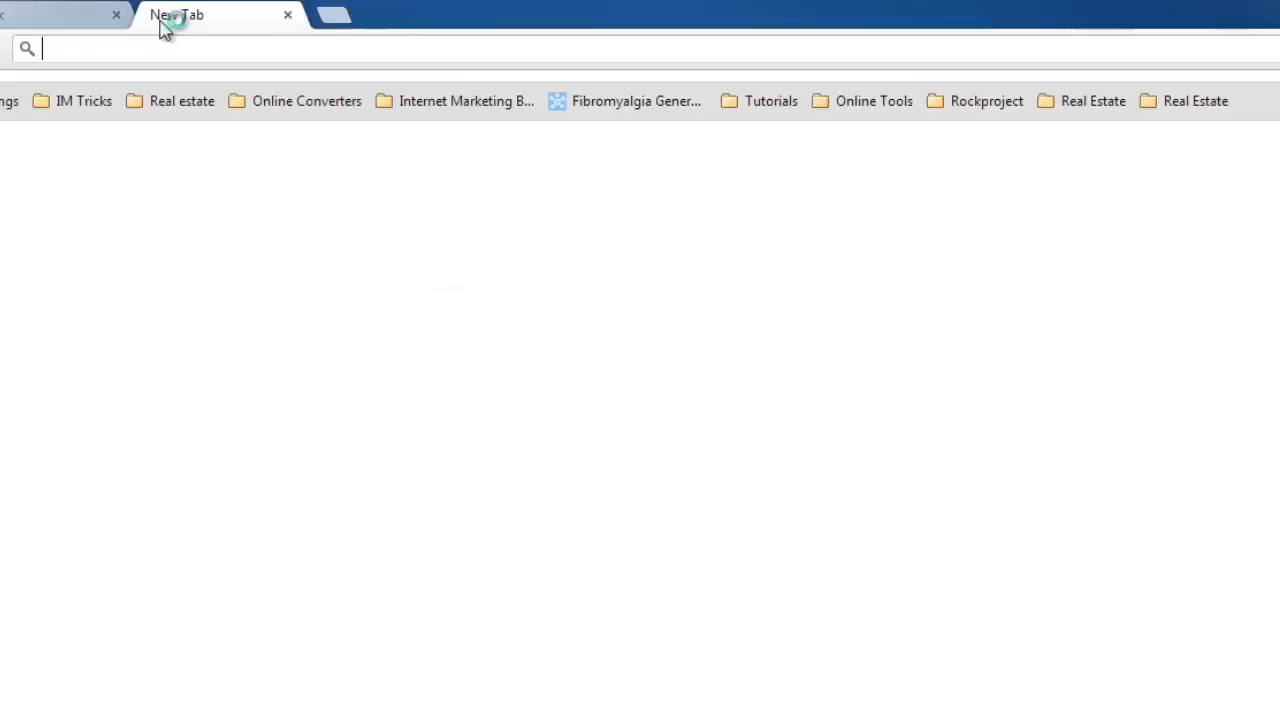 New Tab
ngs IM Tricks Real estate Online Converters Internet Marketing B... Fibromyalgia Gener... Tutorials Online Tools Rockproject Real Estate Real Estate